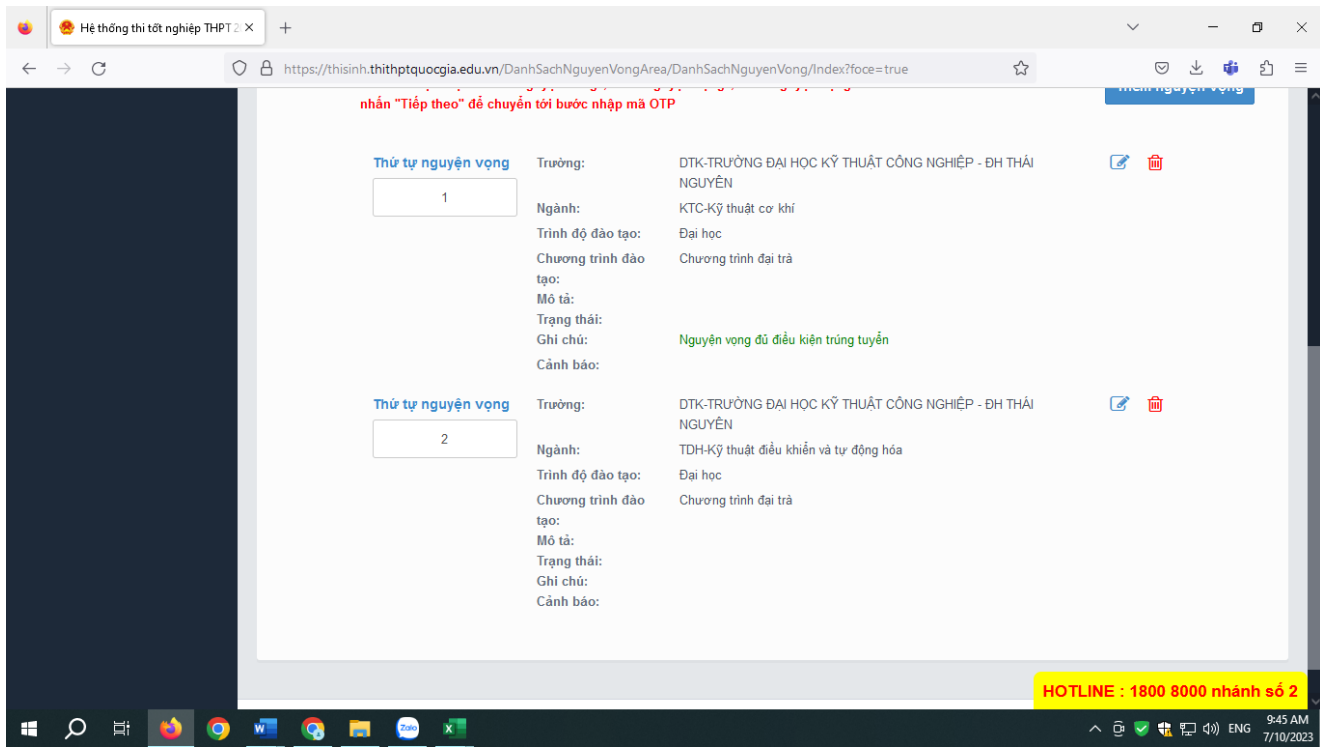 Hệ thống thi tốt nghiệp THPT 2
https://thisinh.thithptquocgia.edu.vn/DanhSachNguyenVongArea/DanhSachNguyenVong/Index?foce=true
nhấn "Tiếp theo" để chuyển tới bước nhập mã OTP
Thêm nguyện vọng
Thứ tự nguyện vọng
1
Trường: DTK-TRƯỜNG ĐẠI HỌC KỸ THUẬT CÔNG NGHIỆP - ĐH THÁI
NGUYÊN
Ngành: KTC-Kỹ thuật cơ khí
Trình độ đào tạo: Đại học
Chương trình đào Chương trình đại trà
tạo:
Mô tả:
Trạng thái:
Ghi chú: Nguyện vọng đủ điều kiện trúng tuyển
Cảnh báo:
Thứ tự nguyện vọng
2
Trường: DTK-TRƯỜNG ĐẠI HỌC KỸ THUẬT CÔNG NGHIỆP - ĐH THÁI
NGUYÊN
Ngành: TDH-Kỹ thuật điều khiển và tự động hóa
Trình độ đào tạo: Đại học
Chương trình đào Chương trình đại trà
tạo:
Mô tả:
Trạng thái:
Ghi chú:
Cảnh báo:
HOTLINE : 1800 8000 nhánh số 2
Zalo
ENG
9:45 AM
7/10/2023